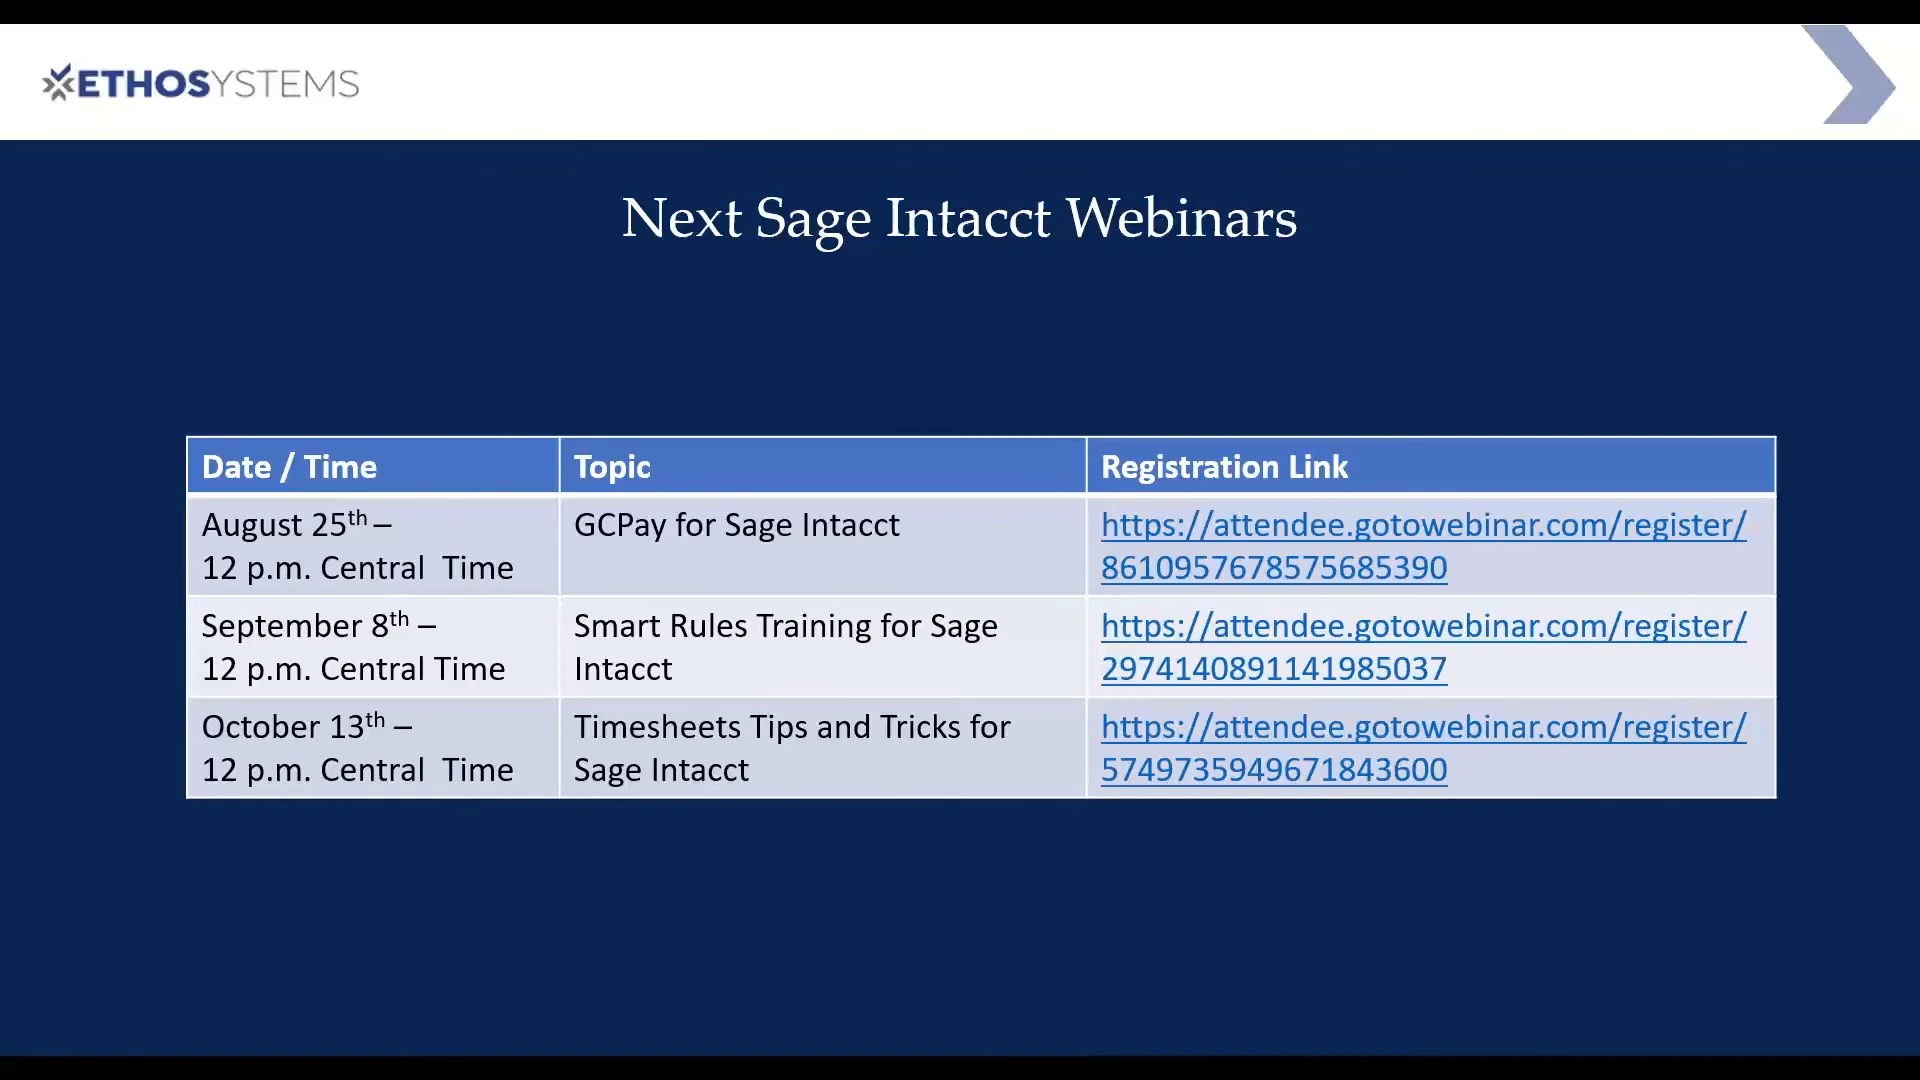 ETHOSYSTEMS
Next Sage Intacct Webinars
Date / Time
Topic
Registration Link
August 25th –
12 p.m. Central  Time
GCPay for Sage Intacct
https://attendee.gotowebinar.com/register/
8610957678575685390
September 8th –
12 p.m. Central Time
Smart Rules Training for Sage
Intacct
https://attendee.gotowebinar.com/register/
2974140891141985037
October 13th –
12 p.m. Central  Time
Timesheets Tips and Tricks for
Sage Intacct
https://attendee.gotowebinar.com/register/
5749735949671843600